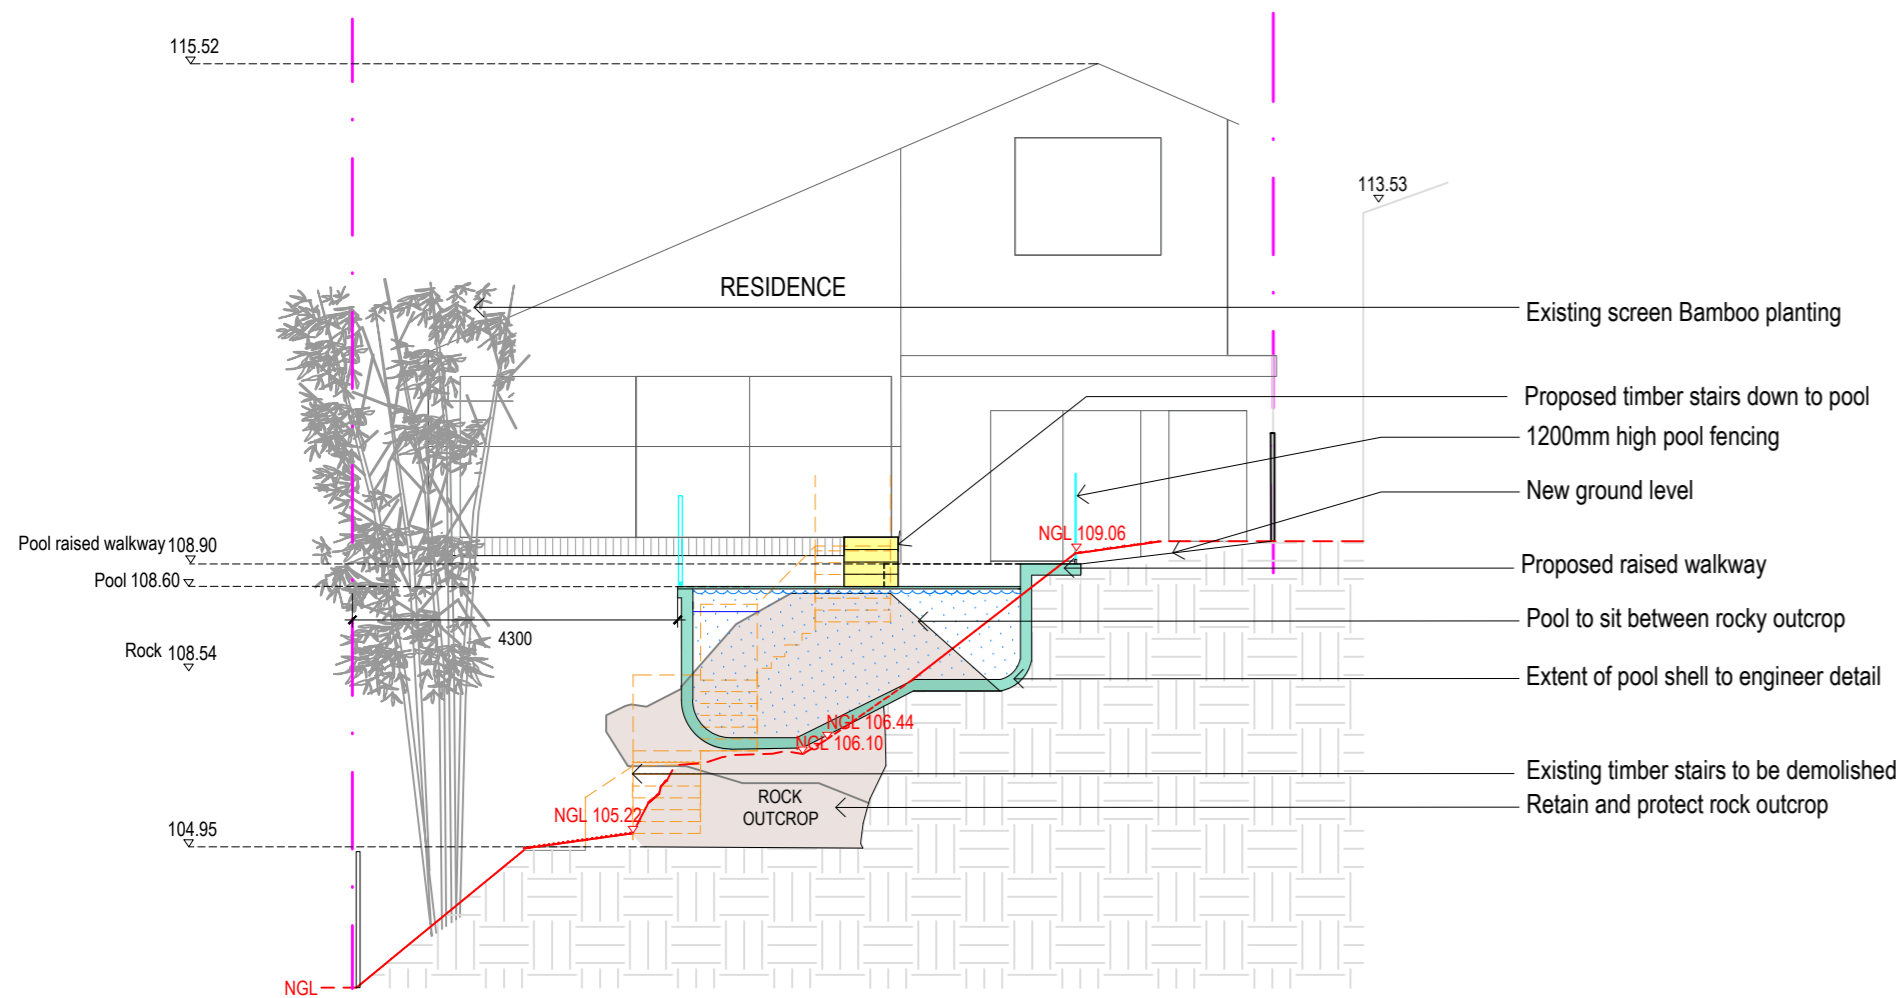 115.52
113.53
RESIDENCE
Existing screen Bamboo planting
Proposed timber stairs down to pool
1200mm high pool fencing
New ground level
NGL 109.06
Pool raised walkway 108.90
Proposed raised walkway
Pool 108.60
Pool to sit between rocky outcrop
4300
Rock 108.54
Extent of pool shell to engineer detail
NGL 106.44
NGL 106.10
Existing timber stairs to be demolished
ROCK
OUTCROP
Retain and protect rock outcrop
NGL 105.22
104.95
NGL